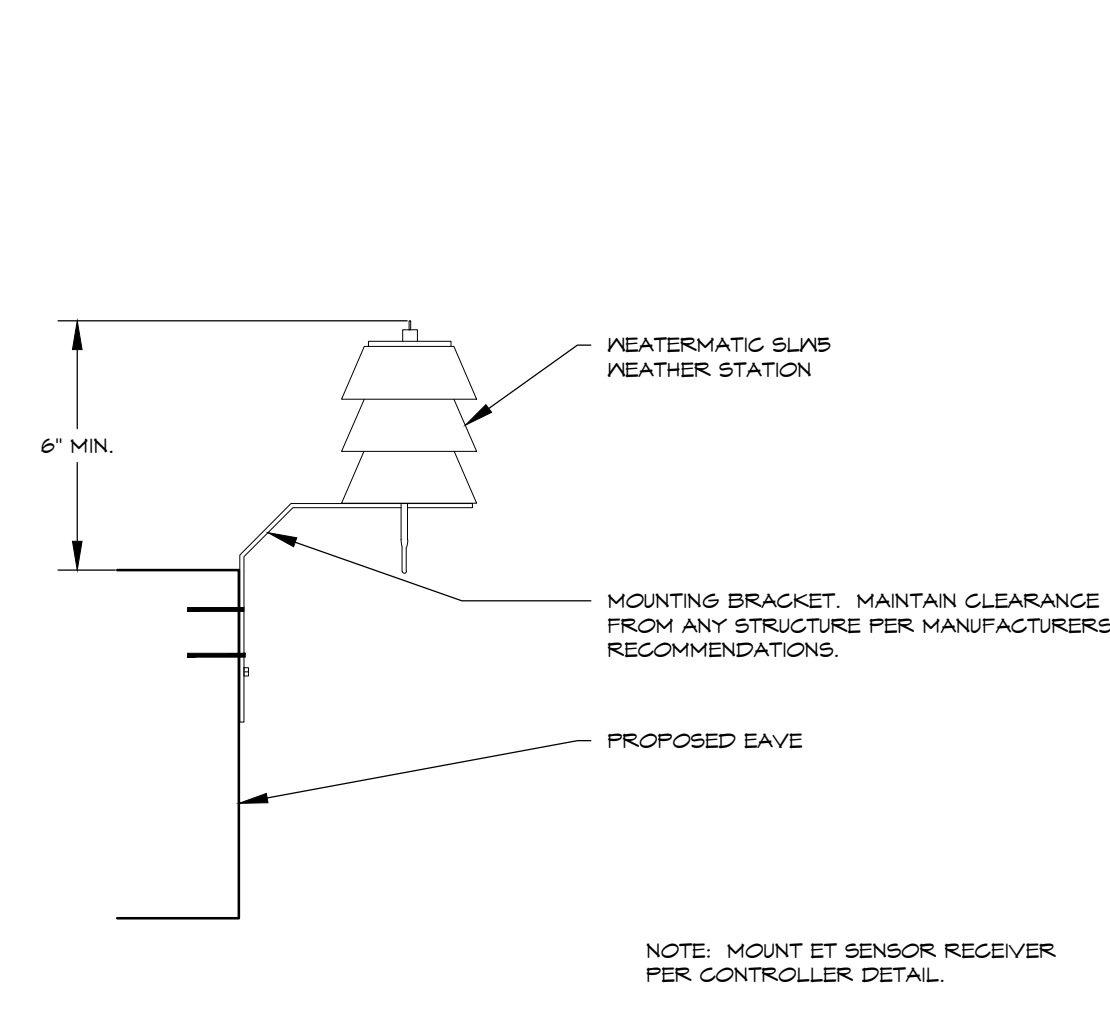 WEATERMATIC SLW5
WEATHER STATION
6" MIN.
MOUNTING BRACKET. MAINTAIN CLEARANCE
FROM ANY STRUCTURE PER MANUFACTURERS
RECOMMENDATIONS.
PROPOSED EAVE
NOTE: MOUNT ET SENSOR RECEIVER
PER CONTROLLER DETAIL.